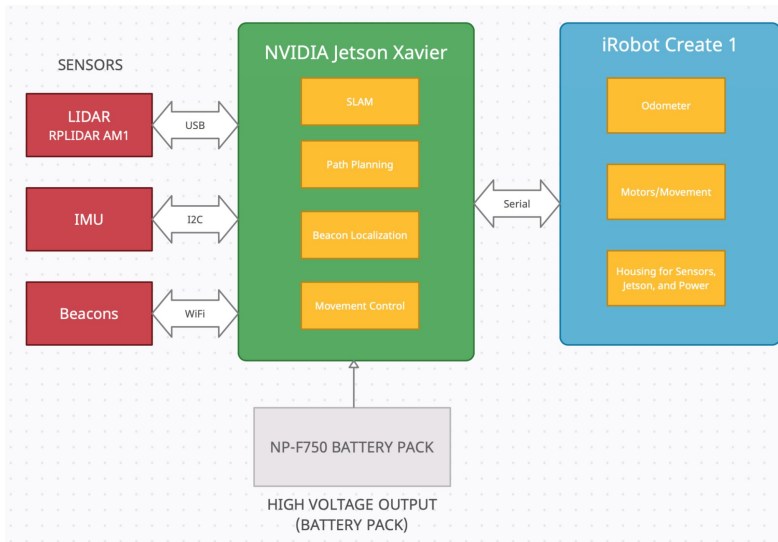 SENSORS
LIDAR
RPLIDAR AM1
USB
IMU
I2C
Beacons
WiFi
NVIDIA Jetson Xavier
SLAM
Path Planning
Beacon Localization
Movement Control
Serial
iRobot Create 1
Odometer
Motors/Movement
Housing for Sensors,
Jetson, and Power
NP-F750 BATTERY PACK
HIGH VOLTAGE OUTPUT
(BATTERY PACK)